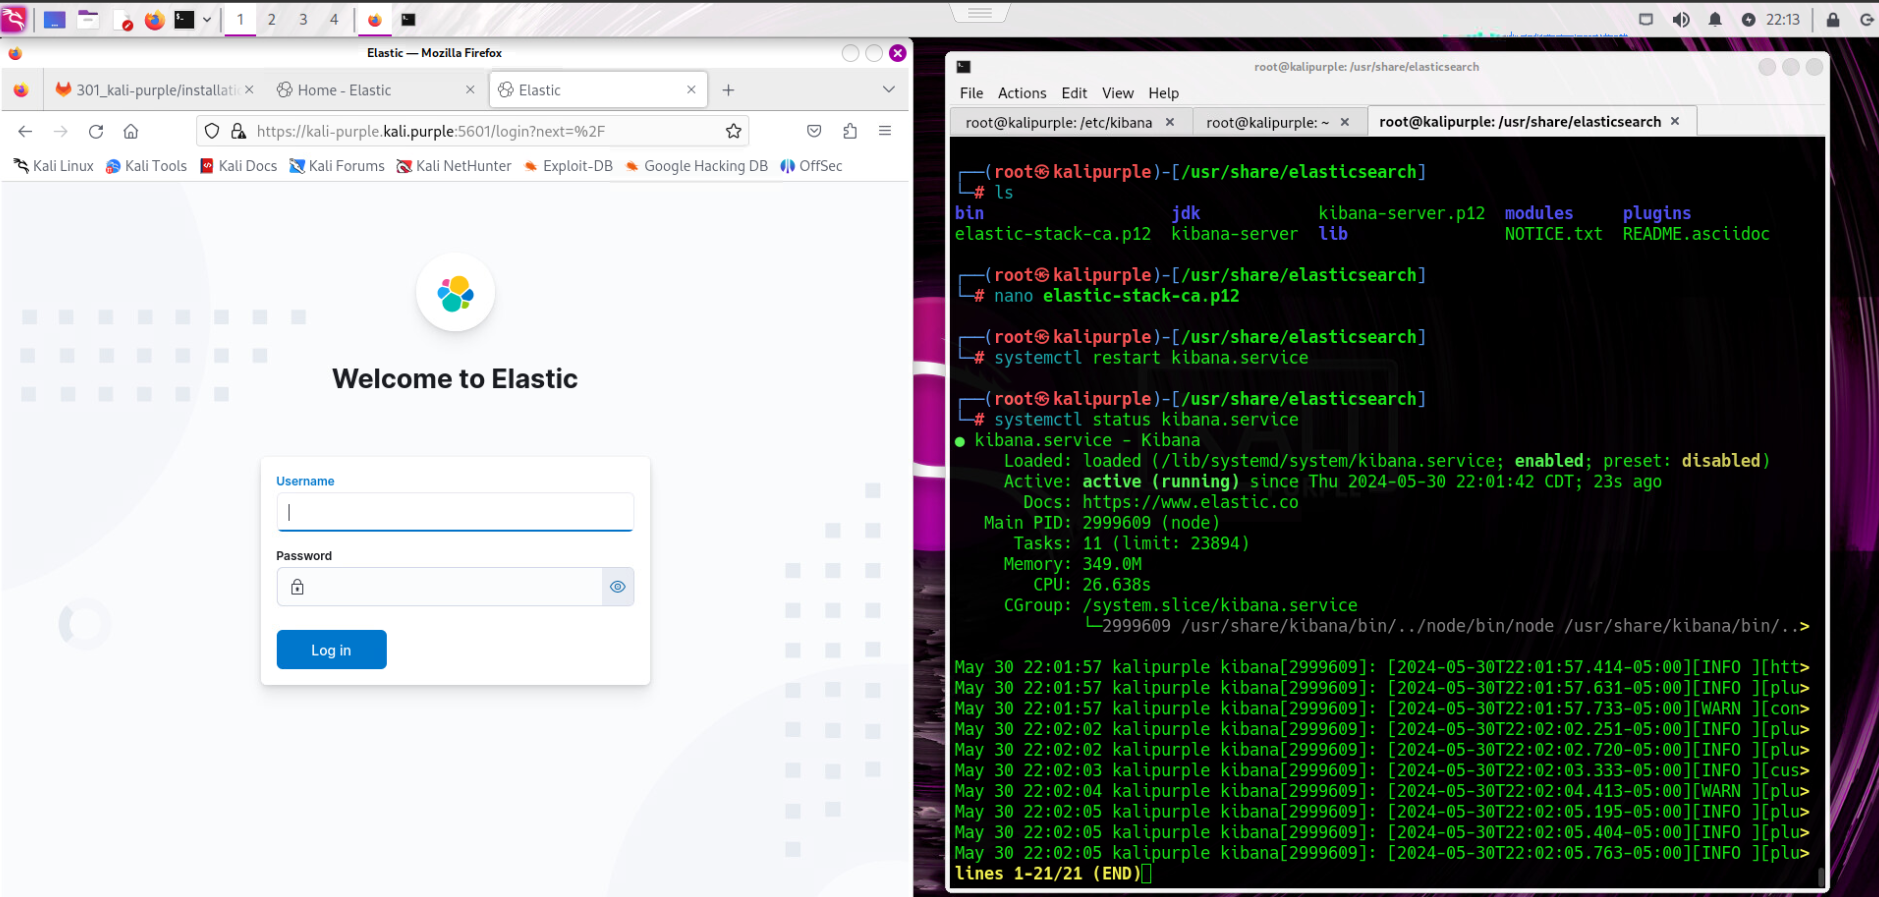 1 2 3 4
22:13
Elastic — Mozilla Firefox
301_kali-purple/installati
Home - Elastic
Elastic
https://kali-purple.kali.purple:5601/login?next=%2F
Kali Linux Kali Tools Kali Docs Kali Forums Kali NetHunter Exploit-DB Google Hacking DB OffSec
Welcome to Elastic
Username
Password
Log in
root@kalipurple: /usr/share/elasticsearch
File Actions Edit View Help
root@kalipurple: /etc/kibana
root@kalipurple: ~
root@kalipurple: /usr/share/elasticsearch
┌──(root㉿kalipurple)-[/usr/share/elasticsearch]
└─# ls
bin jdk kibana-server.p12 modules plugins
elastic-stack-ca.p12 kibana-server lib NOTICE.txt README.asciidoc
┌──(root㉿kalipurple)-[/usr/share/elasticsearch]
└─# nano elastic-stack-ca.p12
┌──(root㉿kalipurple)-[/usr/share/elasticsearch]
└─# systemctl restart kibana.service
┌──(root㉿kalipurple)-[/usr/share/elasticsearch]
└─# systemctl status kibana.service
● kibana.service - Kibana
Loaded: loaded (/lib/systemd/system/kibana.service; enabled; preset: disabled)
Active: active (running) since Thu 2024-05-30 22:01:42 CDT; 23s ago
Docs: https://www.elastic.co
Main PID: 2999609 (node)
Tasks: 11 (limit: 23894)
Memory: 349.0M
CPU: 26.638s
CGroup: /system.slice/kibana.service
└─2999609 /usr/share/kibana/bin/../node/bin/node /usr/share/kibana/bin/..>
May 30 22:01:57 kalipurple kibana[2999609]: [2024-05-30T22:01:57.414-05:00][INFO ][htt>
May 30 22:01:57 kalipurple kibana[2999609]: [2024-05-30T22:01:57.631-05:00][INFO ][plu>
May 30 22:01:57 kalipurple kibana[2999609]: [2024-05-30T22:01:57.733-05:00][WARN ][con>
May 30 22:02:02 kalipurple kibana[2999609]: [2024-05-30T22:02:02.251-05:00][INFO ][plu>
May 30 22:02:02 kalipurple kibana[2999609]: [2024-05-30T22:02:02.720-05:00][INFO ][plu>
May 30 22:02:03 kalipurple kibana[2999609]: [2024-05-30T22:02:03.333-05:00][INFO ][cus>
May 30 22:02:04 kalipurple kibana[2999609]: [2024-05-30T22:02:04.413-05:00][WARN ][plu>
May 30 22:02:05 kalipurple kibana[2999609]: [2024-05-30T22:02:05.195-05:00][INFO ][plu>
May 30 22:02:05 kalipurple kibana[2999609]: [2024-05-30T22:02:05.404-05:00][INFO ][plu>
May 30 22:02:05 kalipurple kibana[2999609]: [2024-05-30T22:02:05.763-05:00][INFO ][plu>
lines 1-21/21 (END)